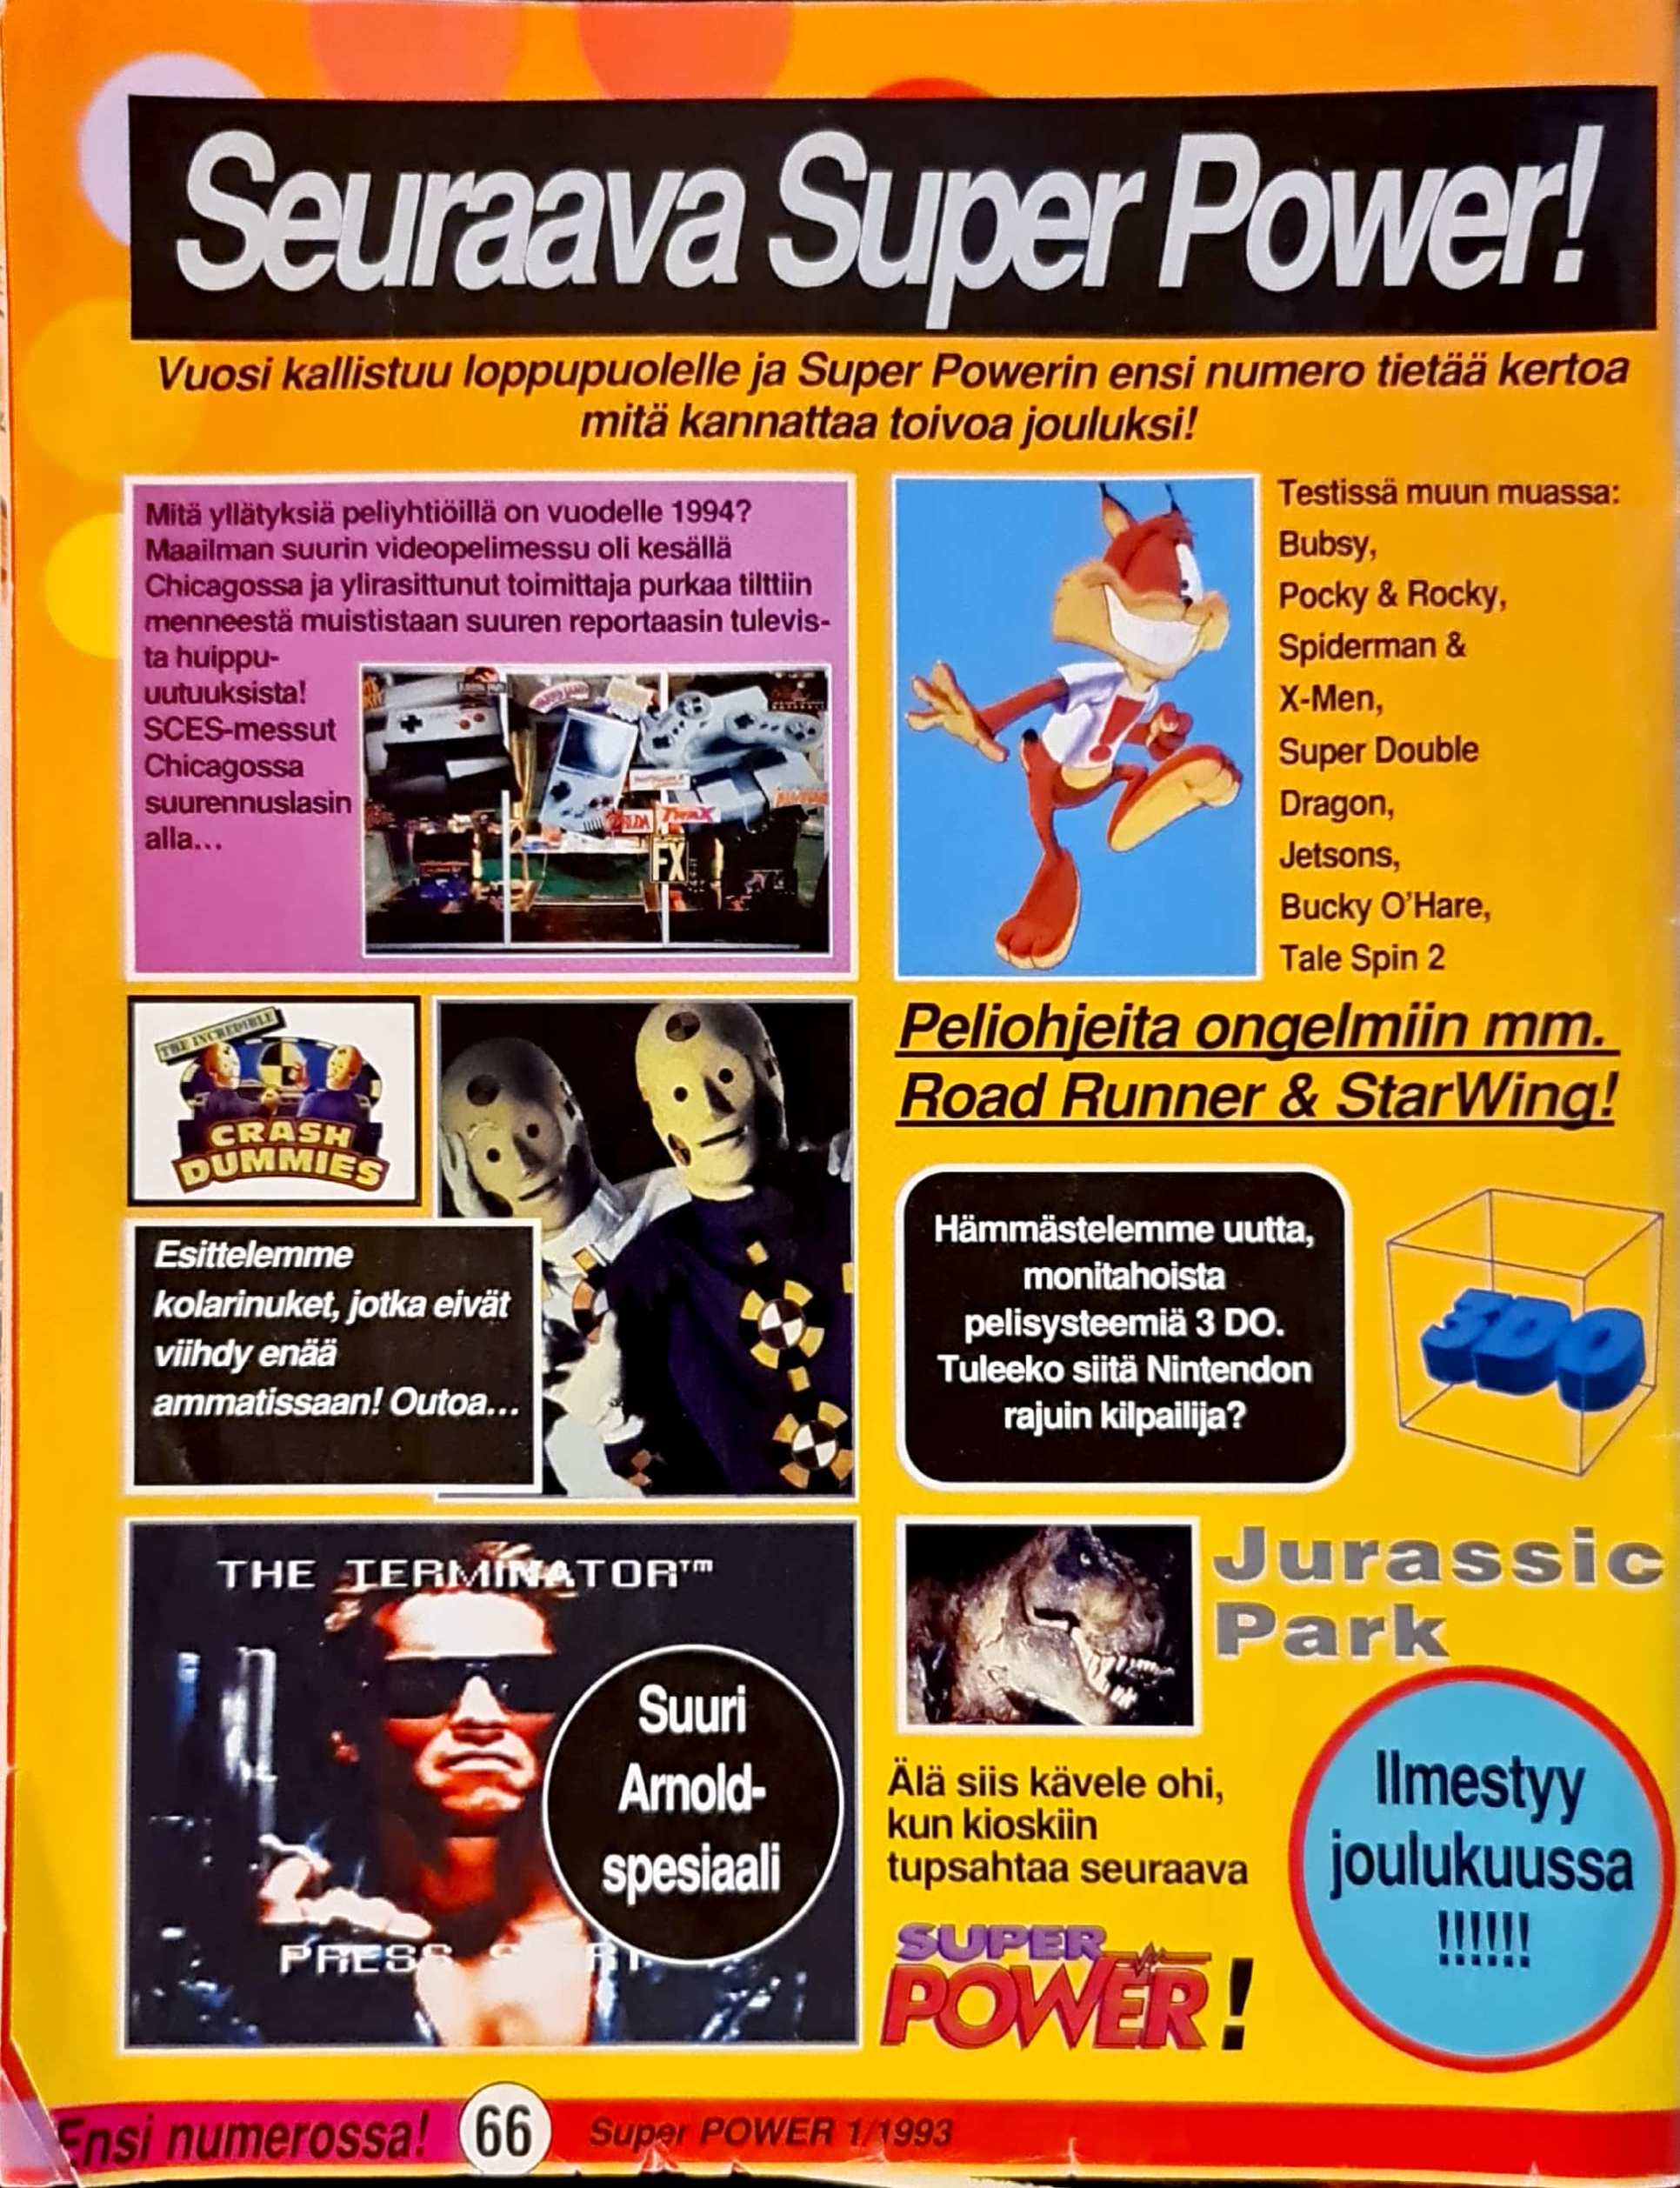 Seuraava Super Power!
Vuosi kallistuu loppupuolelle ja Super Powerin ensi numero tietää kertoa
mitä kannattaa toivoa jouluksi!
Mitä yllätyksiä peliyhtiöillä on vuodelle 1994?
Maailman suurin videopelimessu oli kesällä
Chicagossa ja ylirasittunut toimittaja purkaa tilttiin
menneestä muististaan suuren reportaasin tulevis-
ta huippu-
uutuuksista!
SCES-messut
Chicagossa
suurennuslasin
alla...
FX
Testissä muun muassa:
Bubsy,
Pocky & Rocky,
Spiderman &
X-Men,
Super Double
Dragon,
Jetsons,
Bucky O'Hare,
Tale Spin 2
THE INCREDIBLE
CRASH
DUMMIES
Esittelemme
kolarinuket, jotka eivät
viihdy enää
ammatissaan! Outoa...
Peliohjeita ongelmiin mm.
Road Runner & StarWing!
Hämmästelemme uutta,
monitahoista
pelisysteemiä 3 DO.
Tuleeko siitä Nintendon
rajuin kilpailija?
3DO
THE TERMINATOR™
Suuri
Arnold-
spesiaali
PRESS
Jurassic
Park
Älä siis kävele ohi,
kun kioskiin
tupsahtaa seuraava
SUPER
POWER!
Ilmestyy
joulukuussa
!!!!!!
Ensi numerossa! 66 Super POWER 1/1993